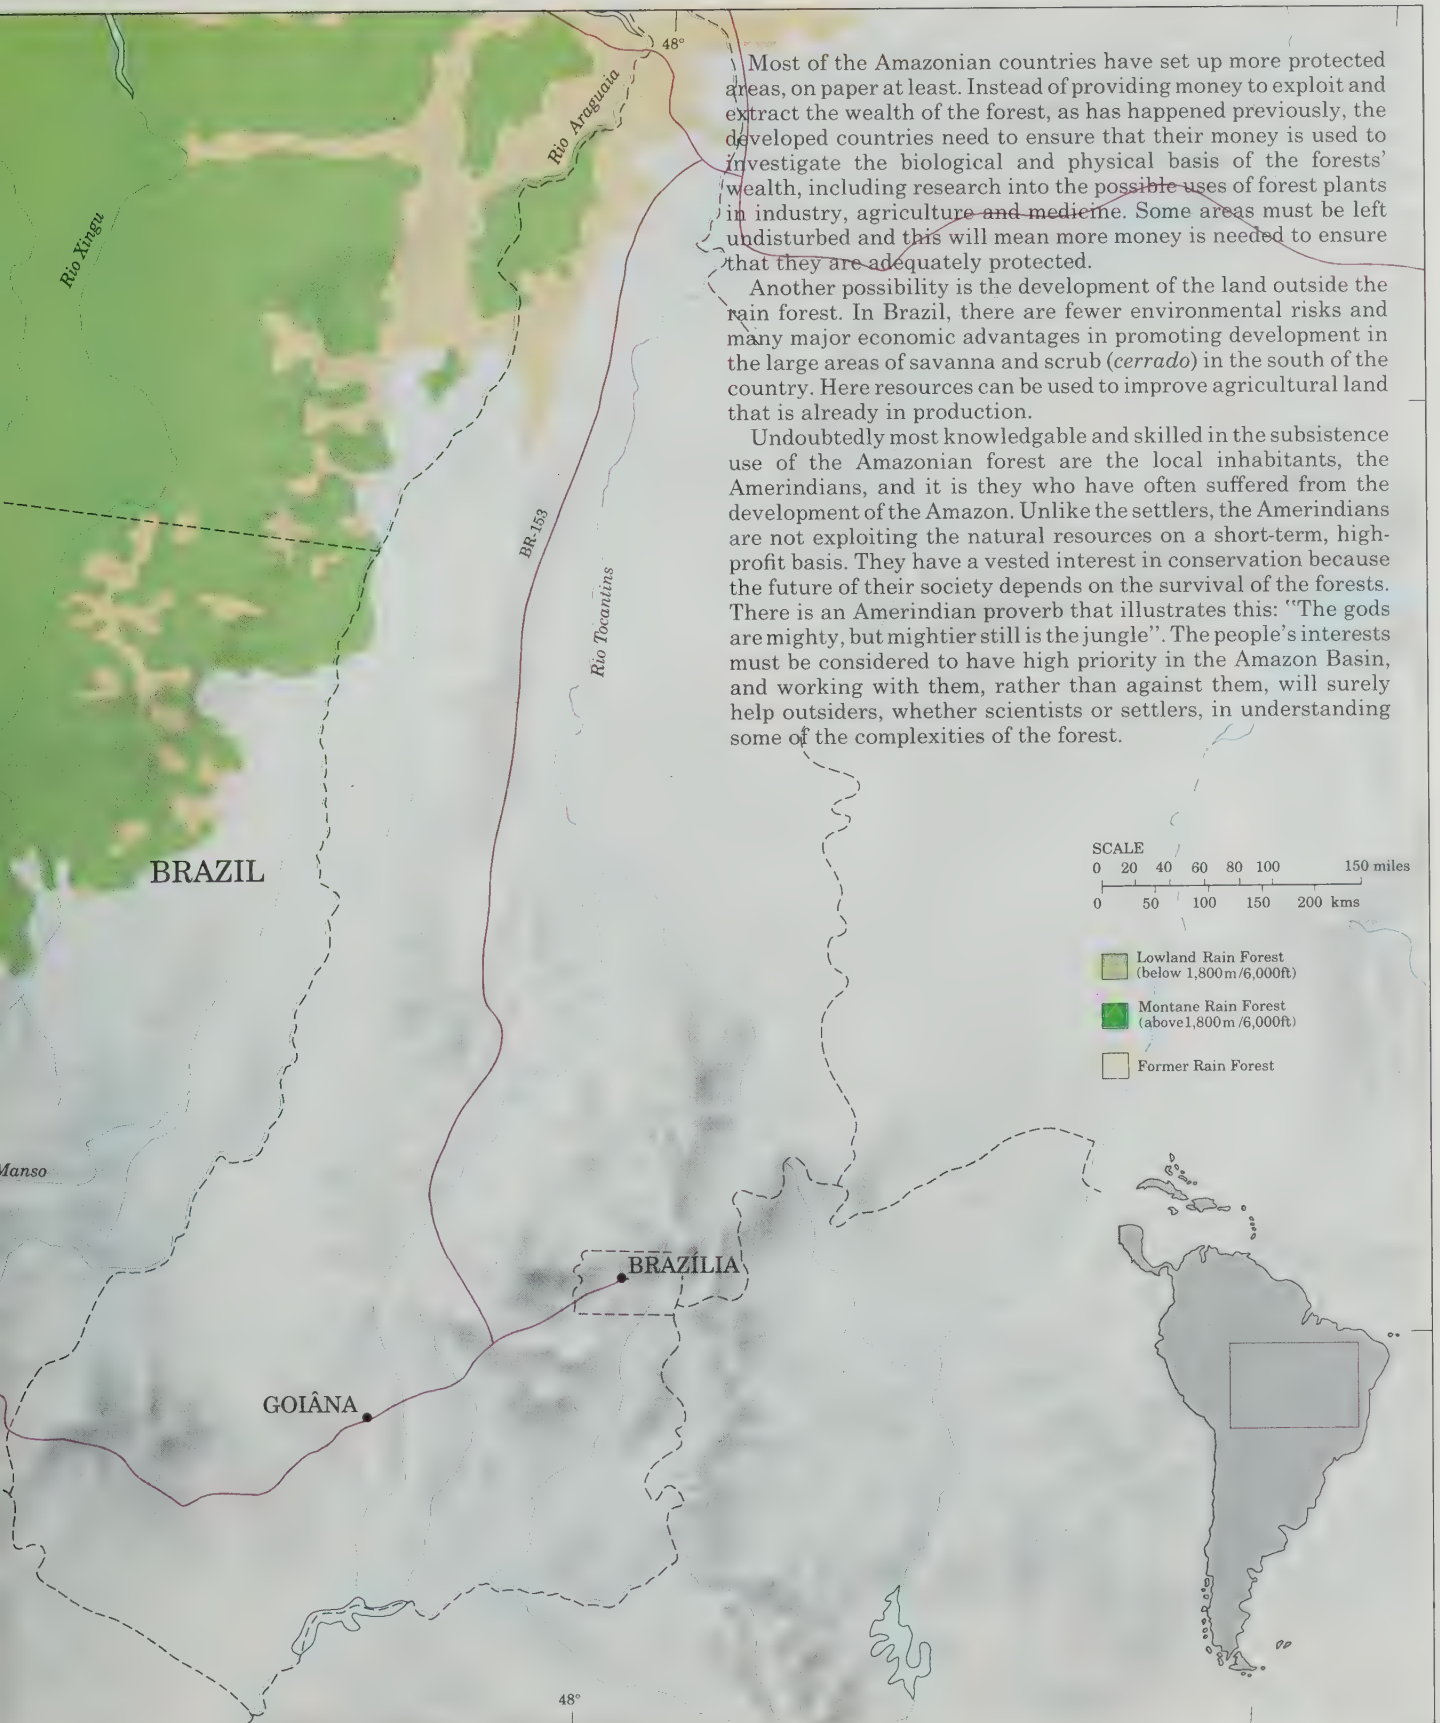 48°
Most of the Amazonian countries have set up more protected
areas, on paper at least. Instead of providing money to exploit and
extract the wealth of the forest, as has happened previously, the
developed countries need to ensure that their money is used to
investigate the biological and physical basis of the forests’
wealth, including research into the possible uses of forest plants
in industry, agriculture and medicine. Some areas must be left
undisturbed and this will mean more money is needed to ensure
that they are adequately protected.
Another possibility is the development of the land outside the
rain forest. In Brazil, there are fewer environmental risks and
many major economic advantages in promoting development in
the large areas of savanna and scrub (cerrado) in the south of the
country. Here resources can be used to improve agricultural land
that is already in production.
Undoubtedly most knowledgable and skilled in the subsistence
use of the Amazonian forest are the local inhabitants, the
Amerindians, and it is they who have often suffered from the
development of the Amazon. Unlike the settlers, the Amerindians
are not exploiting the natural resources on a short-term, high-
profit basis. They have a vested interest in conservation because
the future of their society depends on the survival of the forests.
There is an Amerindian proverb that illustrates this: “The gods
are mighty, but mightier still is the jungle”. The people’s interests
must be considered to have high priority in the Amazon Basin,
and working with them, rather than against them, will surely
help outsiders, whether scientists or settlers, in understanding
some of the complexities of the forest.
Rio Araguaia
Rio Xingu
BR-153
Rio Tocantins
BRAZIL
SCALE
0 20 40 60 80 100 150 miles
0 50 100 150 200 kms
Lowland Rain Forest
(below 1,800m/6,000ft)
Montane Rain Forest
(above 1,800m/6,000ft)
Former Rain Forest
Manso
BRAZÍLIA
GOIÂNA
48°